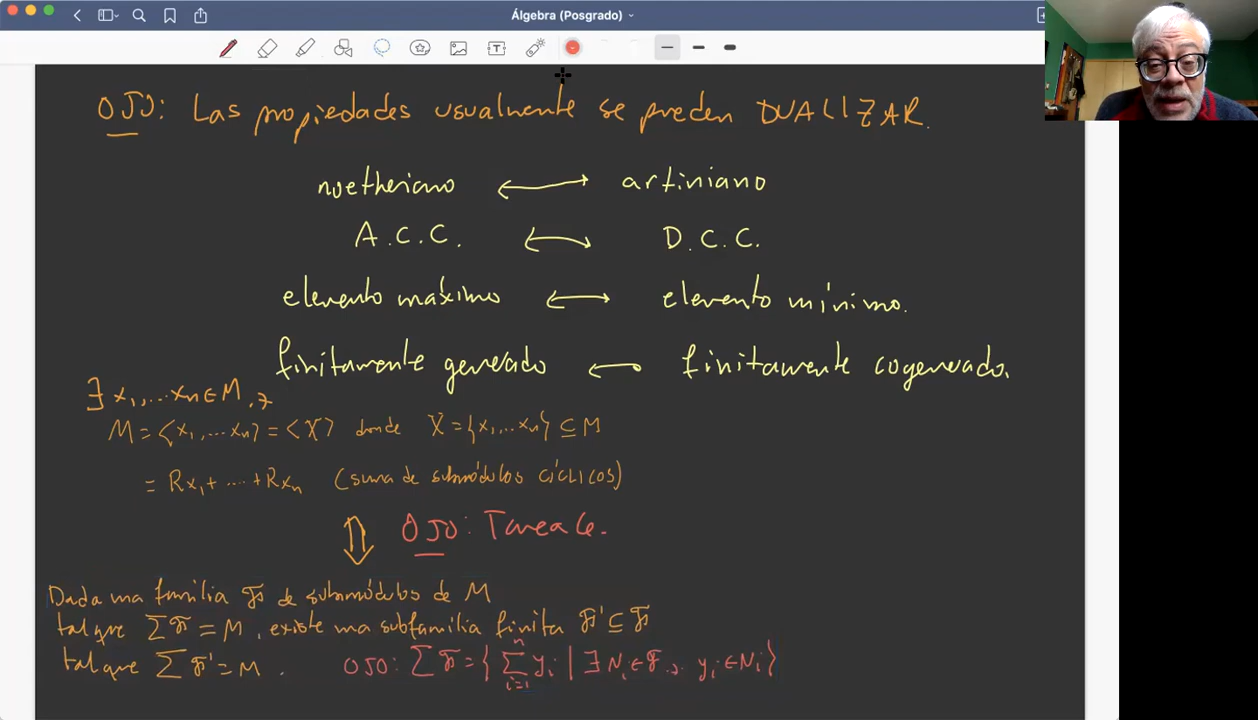 Álgebra (Posgrado)
OJO: Las propiedades usualmente se pueden DUALIZAR.
noetheriano ⟷ artiniano
A.C.C. ⟷ D.C.C.
elemento máximo ⟷ elemento mínimo.
finitamente generado ⟷ finitamente cogenerado.
∃ x₁,...xₙ∈M .∋.
M = <x₁,...xₙ> = <X> donde X = {x₁,...xₙ} ⊆ M
= Rx₁+....+Rxₙ (suma de submódulos CÍCLICOS)
⇕ OJO: Tarea 6.
Dada una familia 𝓕 de submódulos de M
tal que Σ𝓕 = M, existe una subfamilia finita 𝓕' ⊆ 𝓕
tal que Σ𝓕' = M. OJO: Σ𝓕 = { Σᵢ₌₁ⁿ yᵢ | ∃ Nᵢ∈𝓕 .∋. yᵢ∈Nᵢ }